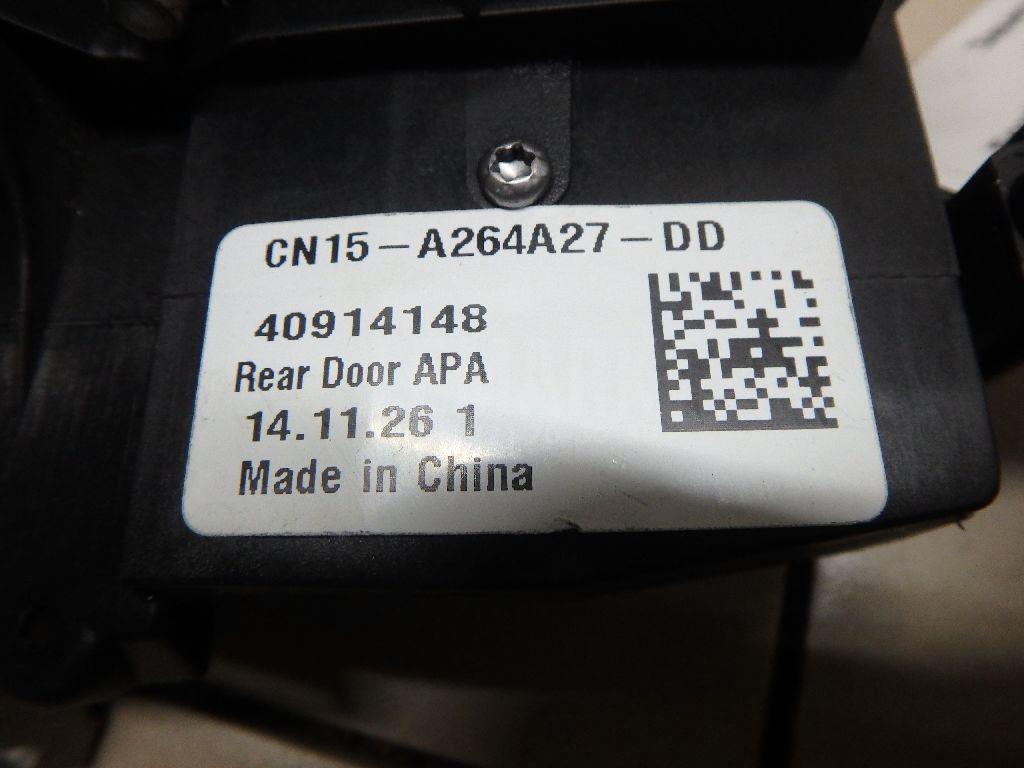 CN15-A264A27-DD
40914148
Rear Door APA
14.11.26 1
Made in China